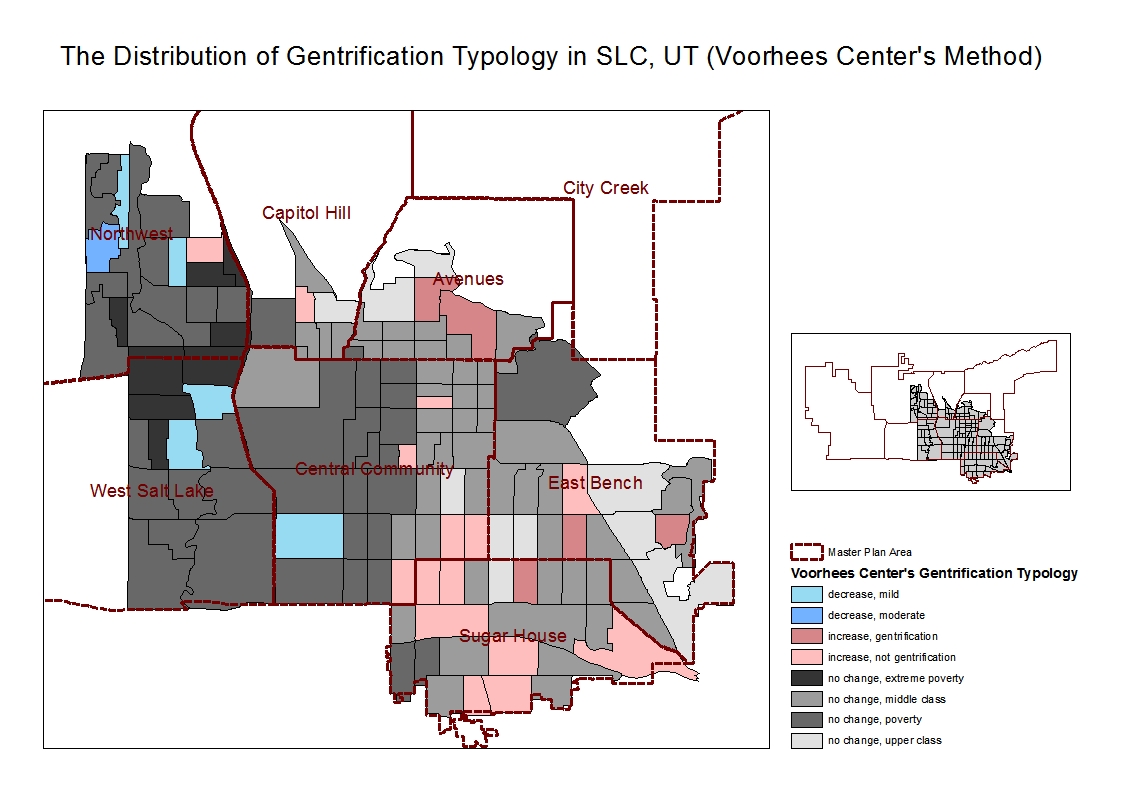 The Distribution of Gentrification Typology in SLC, UT (Voorhees Center's Method)
City Creek
Capitol Hill
Northwest
Avenues
Central Community
East Bench
West Salt Lake
Sugar House
Master Plan Area
Voorhees Center's Gentrification Typology
decrease, mild
decrease, moderate
increase, gentrification
increase, not gentrification
no change, extreme poverty
no change, middle class
no change, poverty
no change, upper class